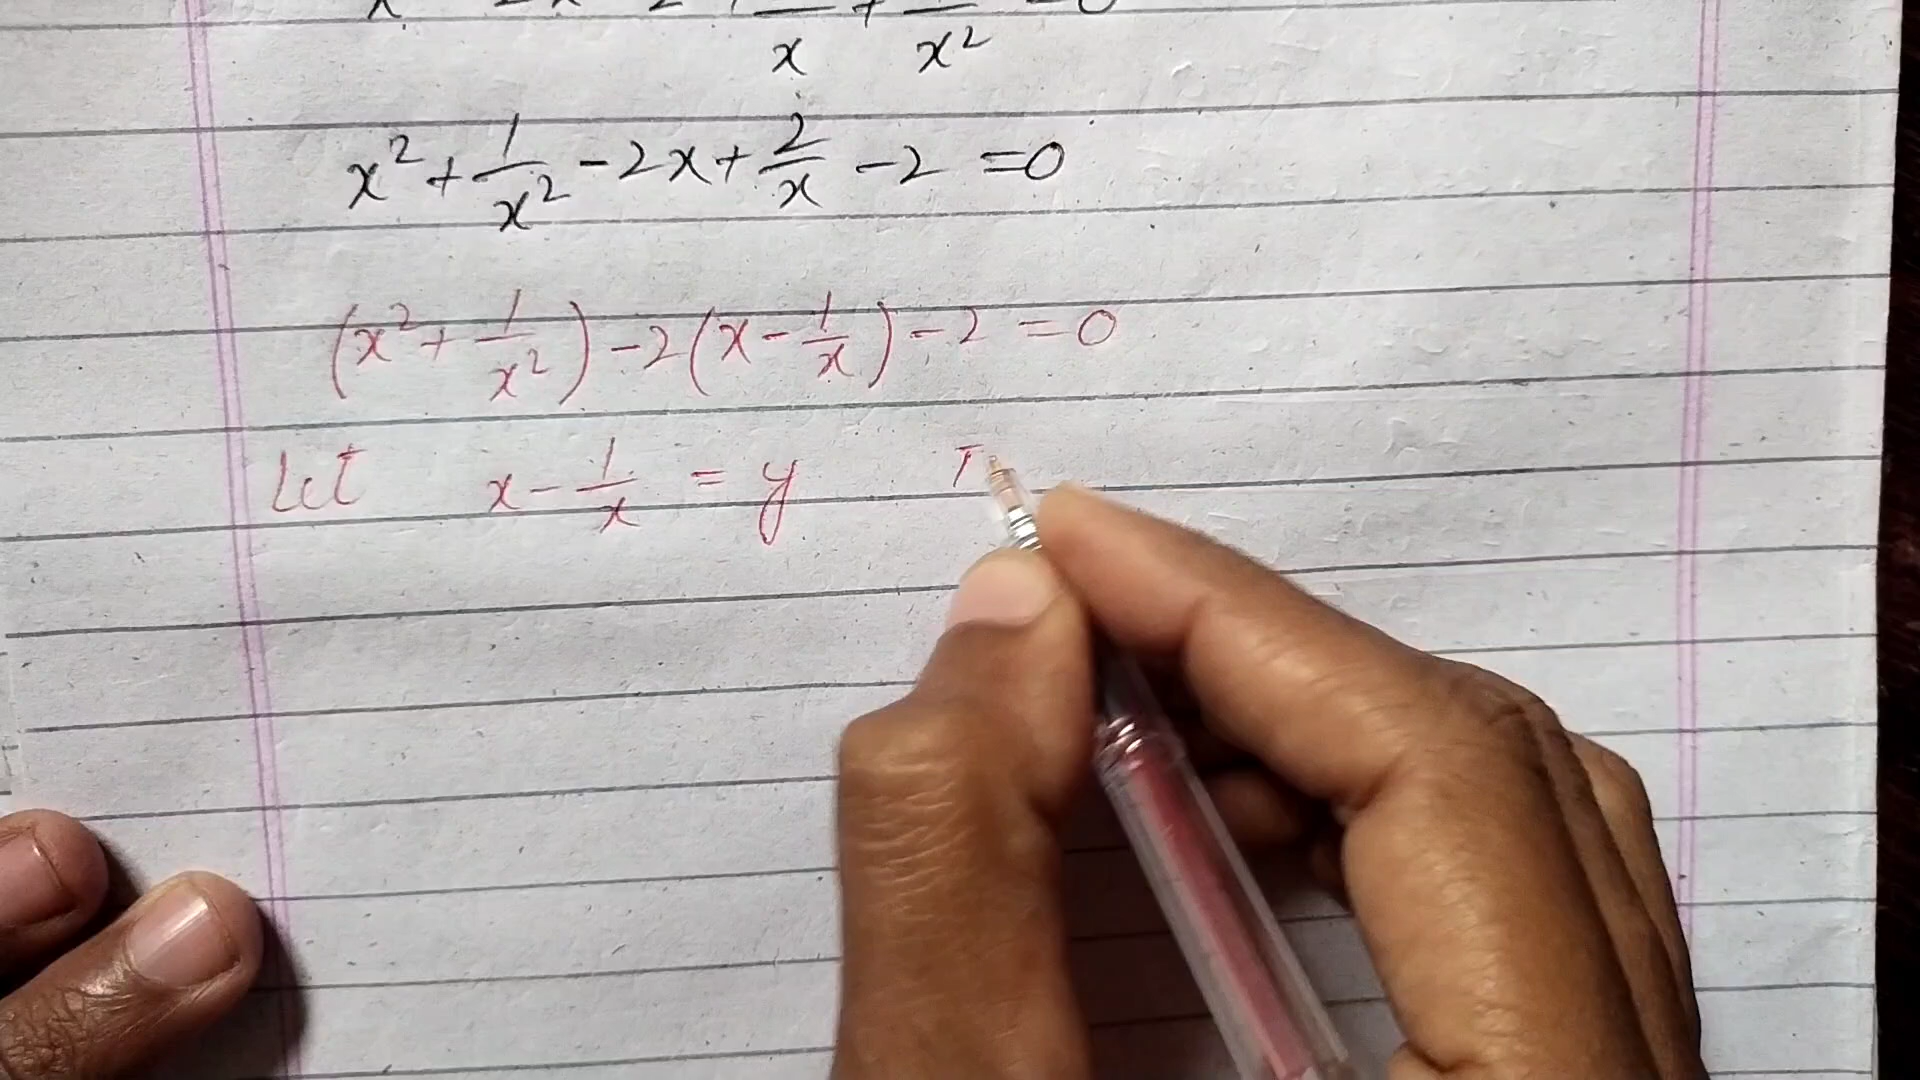 x² + 1/x² - 2x + 2/x - 2 = 0
(x² + 1/x²) - 2(x - 1/x) - 2 = 0
Let x - 1/x = y